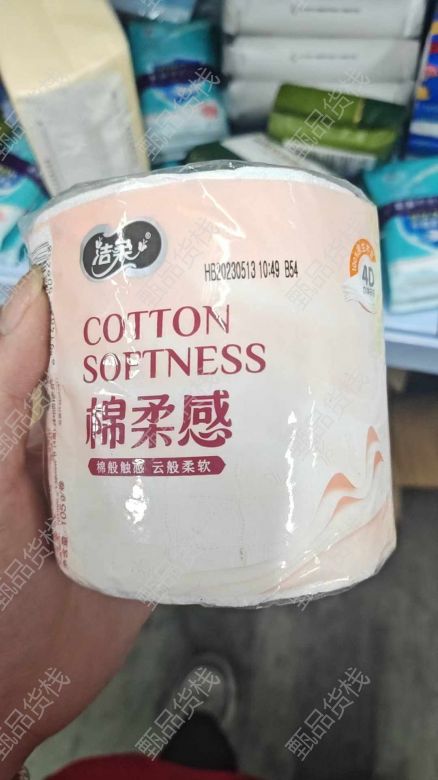 洁柔®
HB20230513 10:49 B54
4D
COTTON
SOFTNESS
棉柔感
棉般触感 云般柔软
甄品货栈